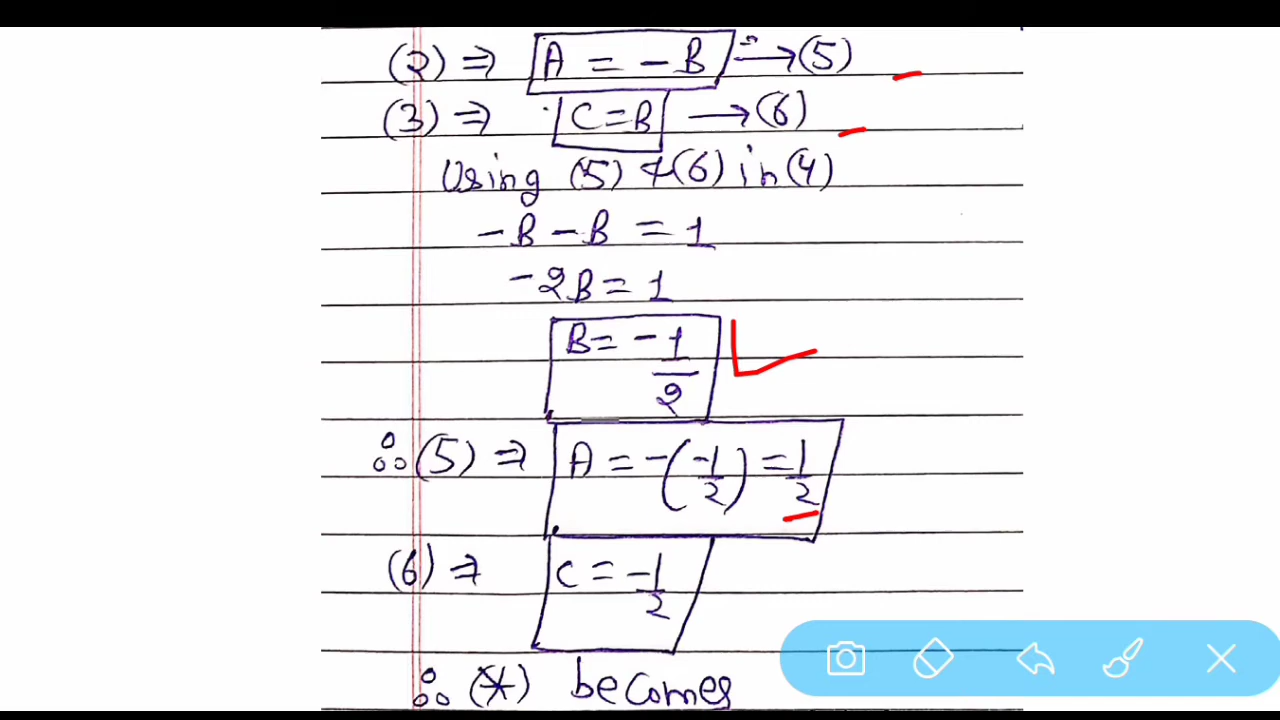 (2) ⇒ A = -B → (5)
(3) ⇒ C = B → (6)
Using (5) & (6) in (4)
-B - B = 1
-2B = 1
B = -1/2
∴ (5) ⇒ A = -(-1/2) = 1/2
(6) ⇒ C = -1/2
∴ (*) becomes